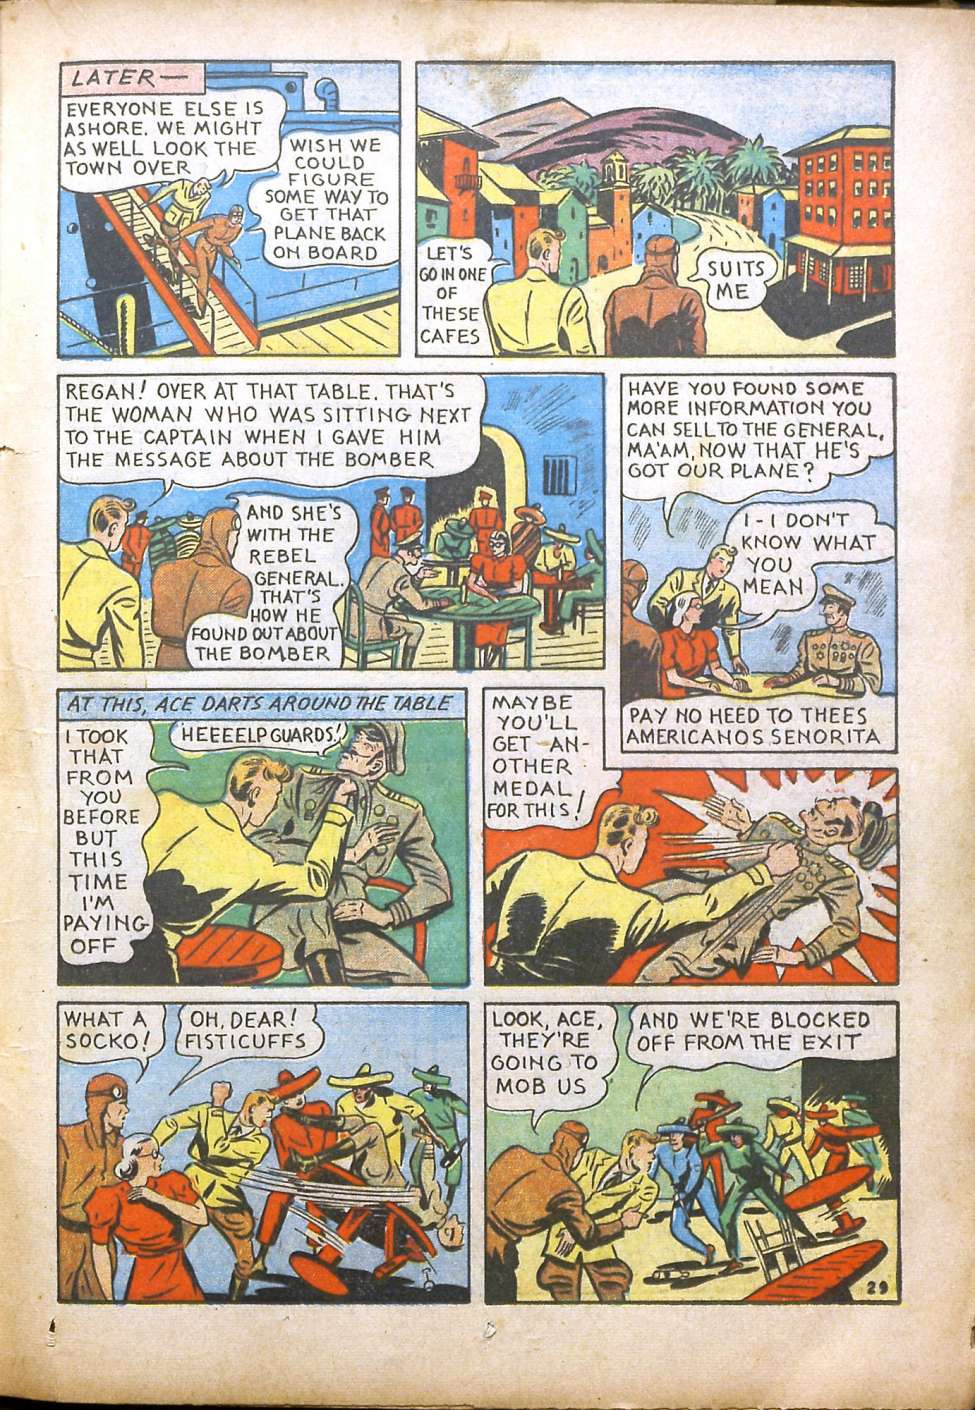 LATER—
EVERYONE ELSE IS
ASHORE. WE MIGHT
AS WELL LOOK THE
TOWN OVER
WISH WE
COULD
FIGURE
SOME WAY TO
GET THAT
PLANE BACK
ON BOARD
LET'S
GO IN ONE
OF
THESE
CAFES
SUITS
ME
REGAN! OVER AT THAT TABLE. THAT'S
THE WOMAN WHO WAS SITTING NEXT
TO THE CAPTAIN WHEN I GAVE HIM
THE MESSAGE ABOUT THE BOMBER
AND SHE'S
WITH THE
REBEL
GENERAL.
THAT'S
HOW HE
FOUND OUT ABOUT
THE BOMBER
HAVE YOU FOUND SOME
MORE INFORMATION YOU
CAN SELL TO THE GENERAL,
MA'AM, NOW THAT HE'S
GOT OUR PLANE?
I-I DON'T
KNOW WHAT
YOU
MEAN
PAY NO HEED TO THEES
AMERICANOS SENORITA
AT THIS, ACE DARTS AROUND THE TABLE
I TOOK
THAT
FROM
YOU
BEFORE
BUT
THIS
TIME
I'M
PAYING
OFF
HEEEEELP GUARDS!
MAYBE
YOU'LL
GET AN-
OTHER
MEDAL
FOR THIS!
WHAT A
SOCKO!
OH, DEAR!
FISTICUFFS
LOOK, ACE,
THEY'RE
GOING TO
MOB US
AND WE'RE BLOCKED
OFF FROM THE EXIT
29